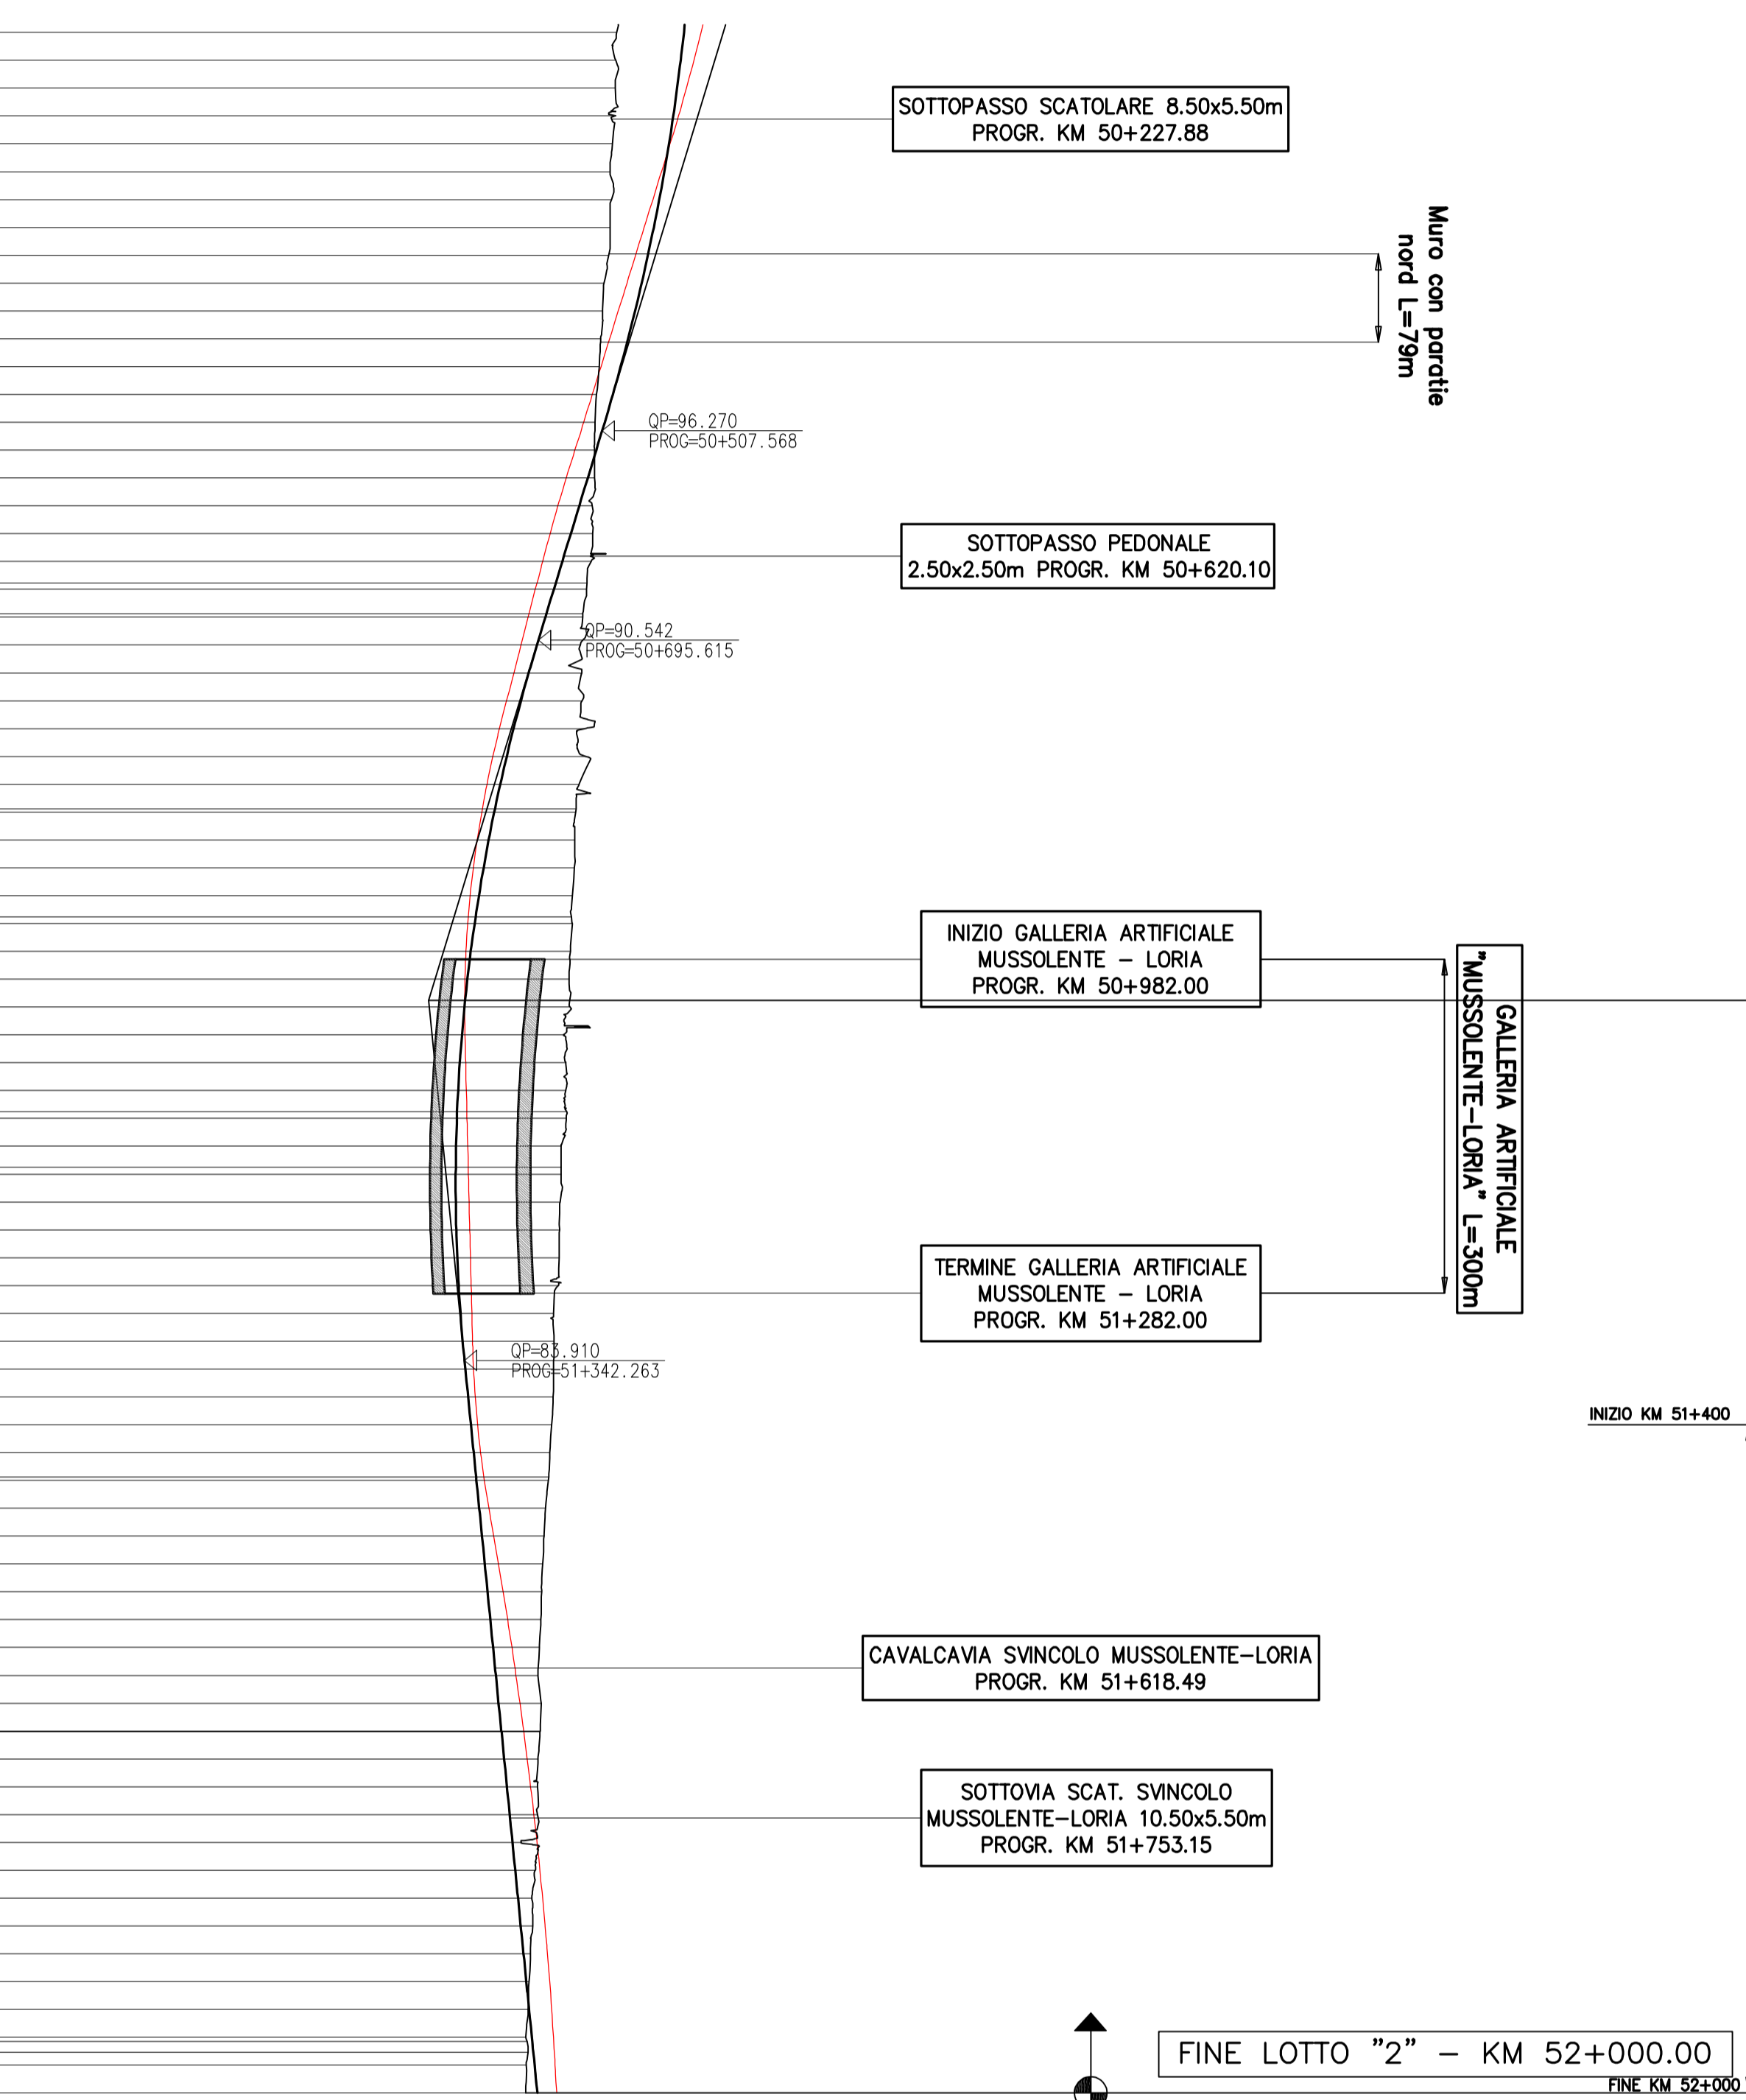 SOTTOPASSO SCATOLARE 8.50x5.50m
PROGR. KM 50+227.88
Muro con paratie
nord L=79m
QP=96.270
PROG=50+507.568
SOTTOPASSO PEDONALE
2.50x2.50m PROGR. KM 50+620.10
QP=90.542
PROG=50+695.615
INIZIO GALLERIA ARTIFICIALE
MUSSOLENTE – LORIA
PROGR. KM 50+982.00
GALLERIA ARTIFICIALE
"MUSSOLENTE–LORIA" L=300m
TERMINE GALLERIA ARTIFICIALE
MUSSOLENTE – LORIA
PROGR. KM 51+282.00
QP=83.910
PROG=51+342.263
INIZIO KM 51+400
CAVALCAVIA SVINCOLO MUSSOLENTE–LORIA
PROGR. KM 51+618.49
SOTTOVIA SCAT. SVINCOLO
MUSSOLENTE–LORIA 10.50x5.50m
PROGR. KM 51+753.15
FINE LOTTO "2" – KM 52+000.00
FINE KM 52+000